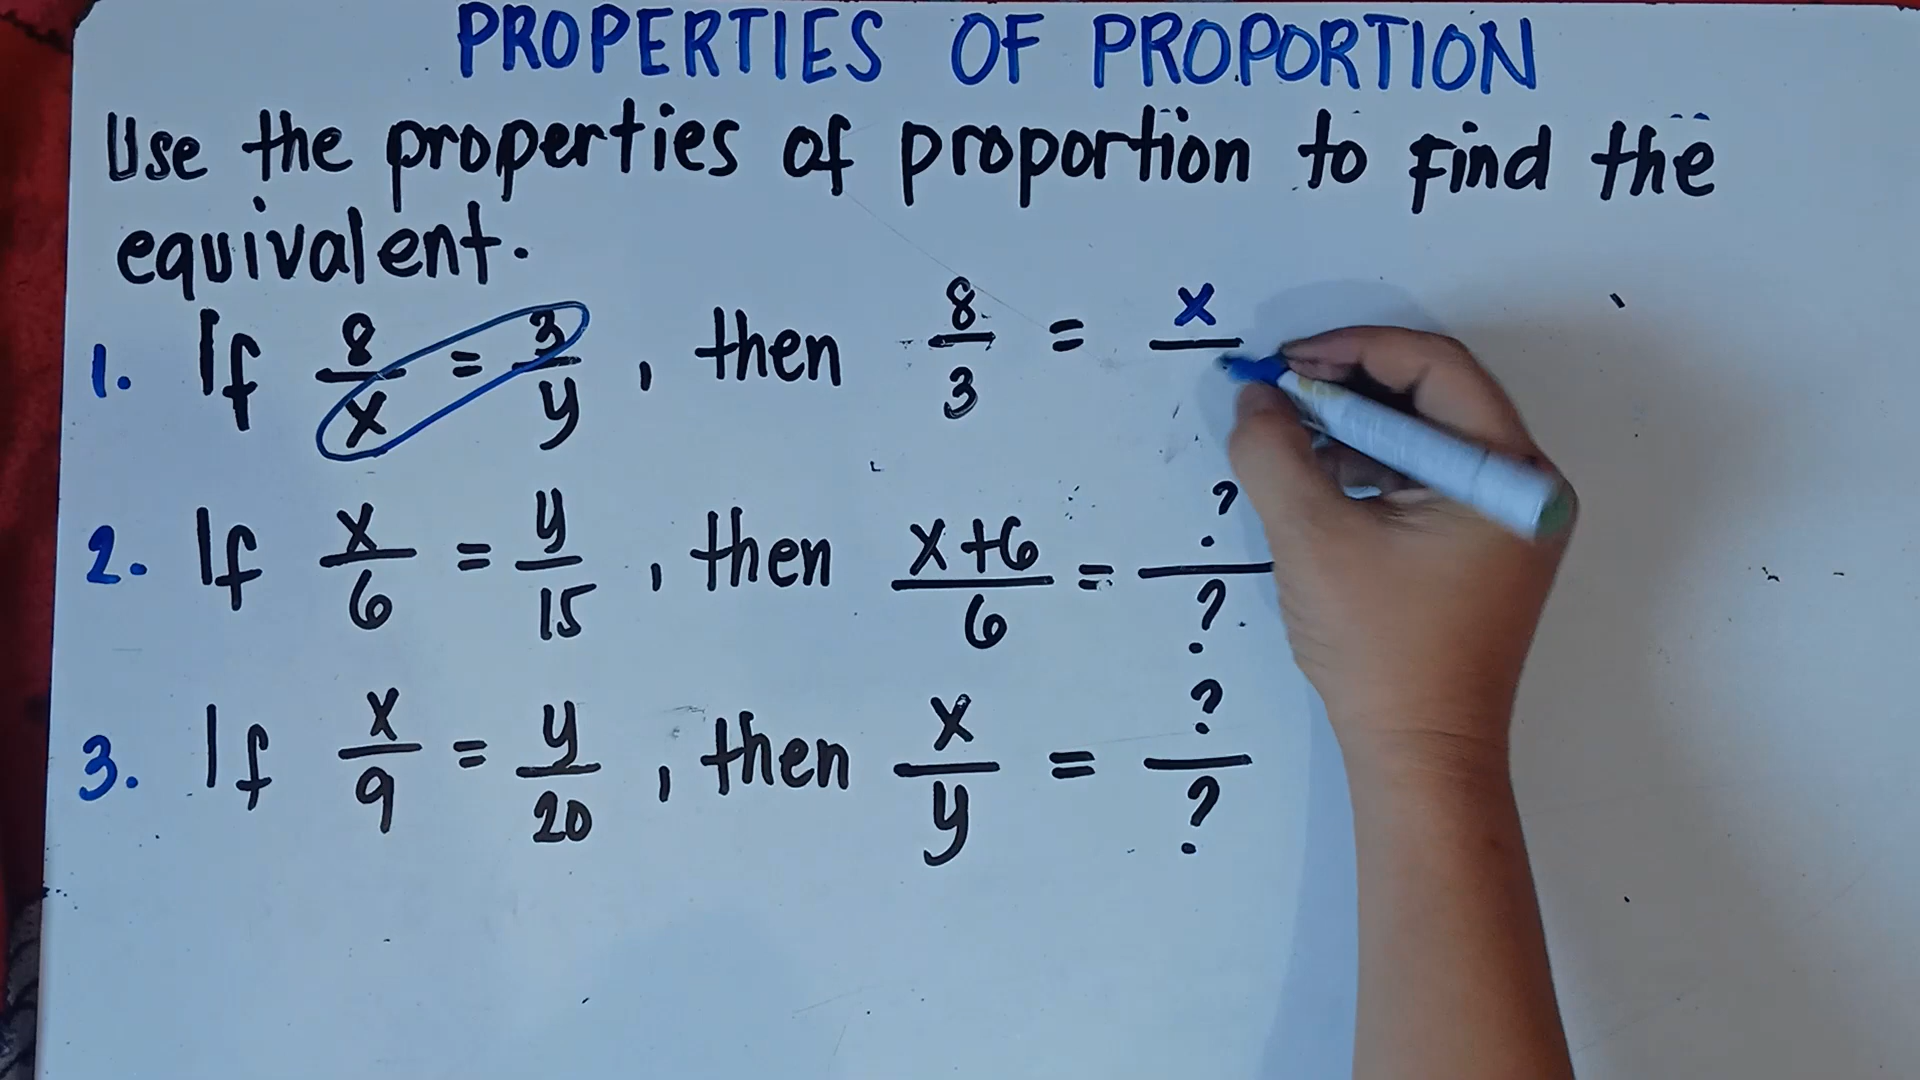 PROPERTIES OF PROPORTION
Use the properties of proportion to find the
equivalent.
1. If 8/x = 3/y , then 8/3 = x/
2. If x/6 = y/15 , then x+6/6 = ?/?
3. If x/9 = y/20 , then x/y = ?/?